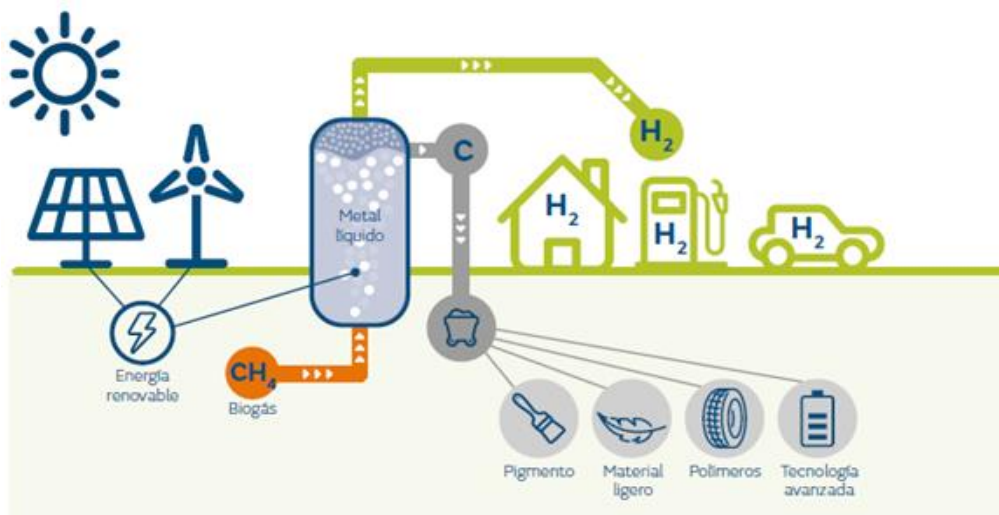 H₂
C
Metal
líquido
H₂
H₂
H₂
Energía
renovable
CH₄
Biogás
Pigmento
Material
ligero
Polímeros
Tecnología
avanzada